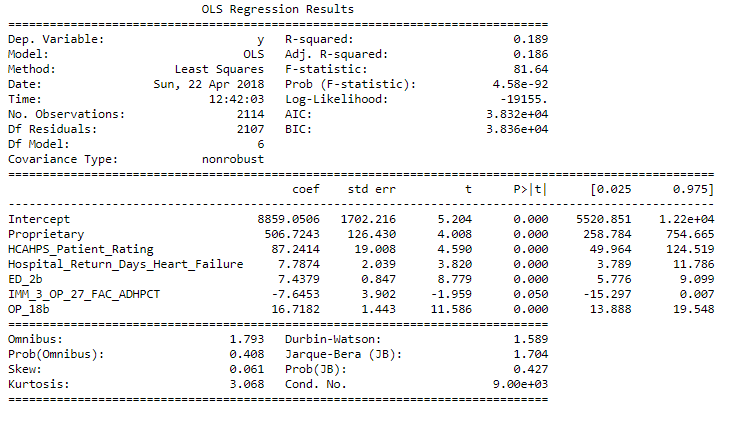 OLS Regression Results
==============================================================================
Dep. Variable:                      y   R-squared:                       0.189
Model:                            OLS   Adj. R-squared:                  0.186
Method:                 Least Squares   F-statistic:                     81.64
Date:                Sun, 22 Apr 2018   Prob (F-statistic):           4.58e-92
Time:                        12:42:03   Log-Likelihood:                -19155.
No. Observations:                2114   AIC:                         3.832e+04
Df Residuals:                    2107   BIC:                         3.836e+04
Df Model:                           6
Covariance Type:            nonrobust
======================================================================================================
coef    std err          t      P>|t|      [0.025      0.975]
------------------------------------------------------------------------------------------------------
Intercept                           8859.0506   1702.216      5.204      0.000    5520.851    1.22e+04
Proprietary                          506.7243    126.430      4.008      0.000     258.784     754.665
HCAHPS_Patient_Rating                 87.2414     19.008      4.590      0.000      49.964     124.519
Hospital_Return_Days_Heart_Failure     7.7874      2.039      3.820      0.000       3.789      11.786
ED_2b                                  7.4379      0.847      8.779      0.000       5.776       9.099
IMM_3_OP_27_FAC_ADHPCT                -7.6453      3.902     -1.959      0.050     -15.297       0.007
OP_18b                                16.7182      1.443     11.586      0.000      13.888      19.548
==============================================================================
Omnibus:                        1.793   Durbin-Watson:                   1.589
Prob(Omnibus):                  0.408   Jarque-Bera (JB):                1.704
Skew:                           0.061   Prob(JB):                        0.427
Kurtosis:                       3.068   Cond. No.                     9.00e+03
==============================================================================